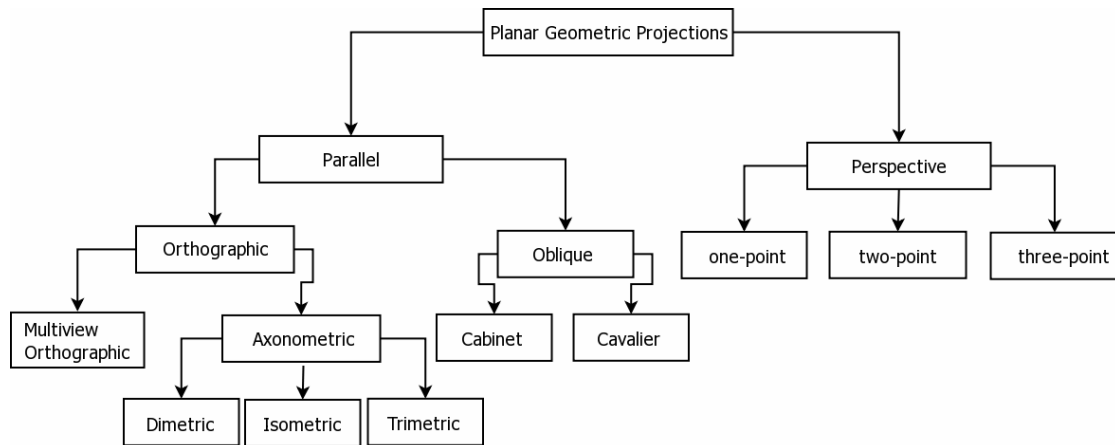 Planar Geometric Projections
Parallel
Perspective
Orthographic
Oblique
one-point
two-point
three-point
Multiview
Orthographic
Axonometric
Cabinet
Cavalier
Dimetric
Isometric
Trimetric